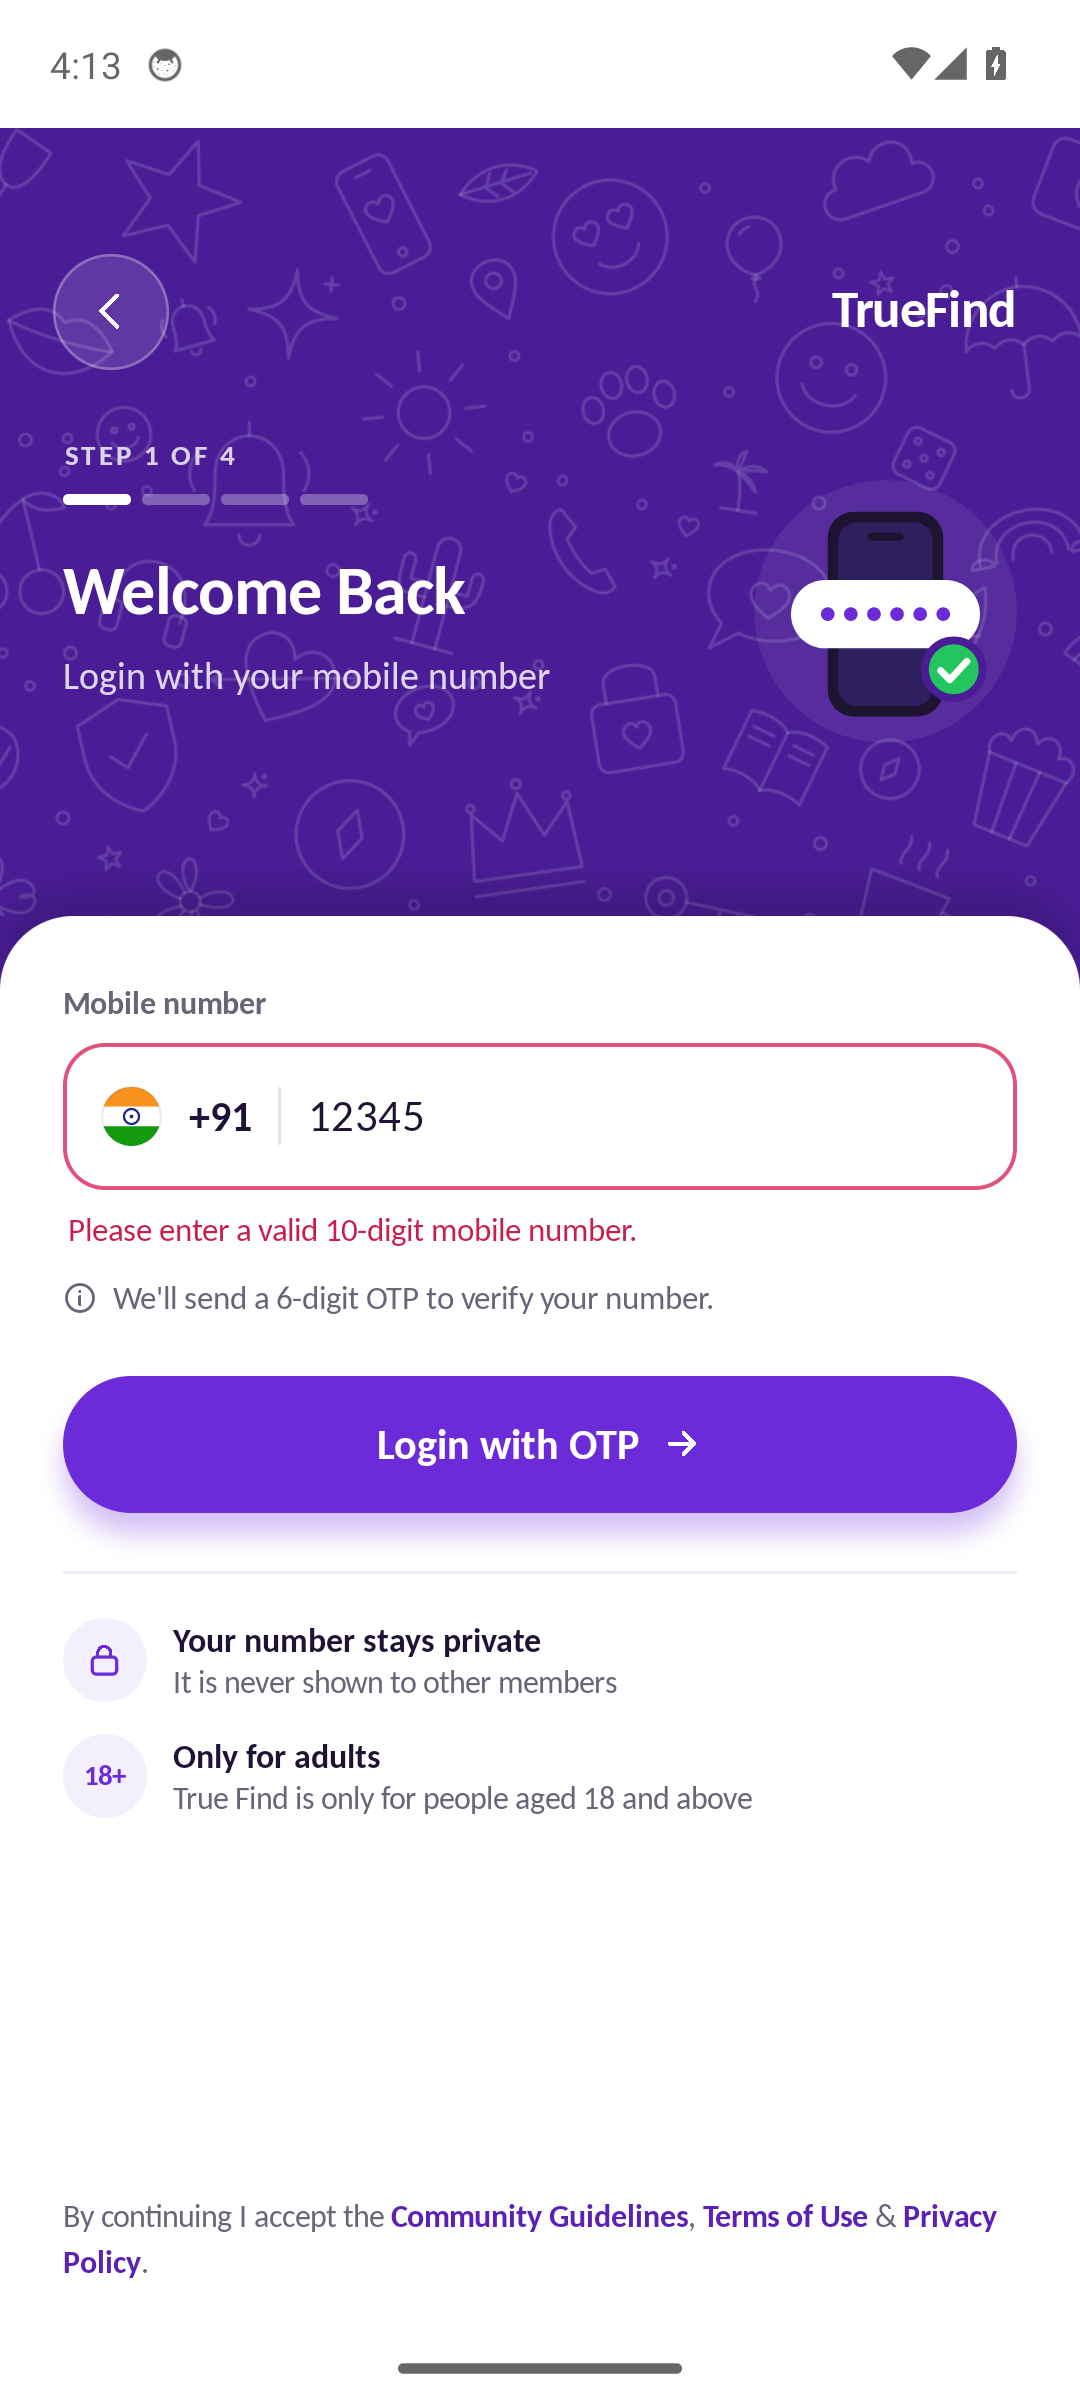 4:13
TrueFind
STEP 1 OF 4
Welcome Back
Login with your mobile number
Mobile number
+91 12345
Please enter a valid 10-digit mobile number.
We'll send a 6-digit OTP to verify your number.
Login with OTP
Your number stays private
It is never shown to other members
18+
Only for adults
True Find is only for people aged 18 and above
By continuing I accept the Community Guidelines, Terms of Use & Privacy
Policy.